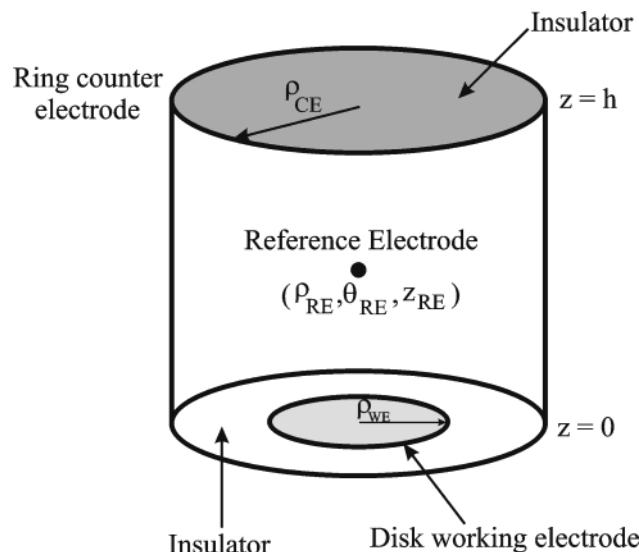 Insulator
Ring counter
electrode
ρCE
z = h
Reference Electrode
(ρRE,θRE,zRE)
ρWE
z = 0
Insulator
Disk working electrode